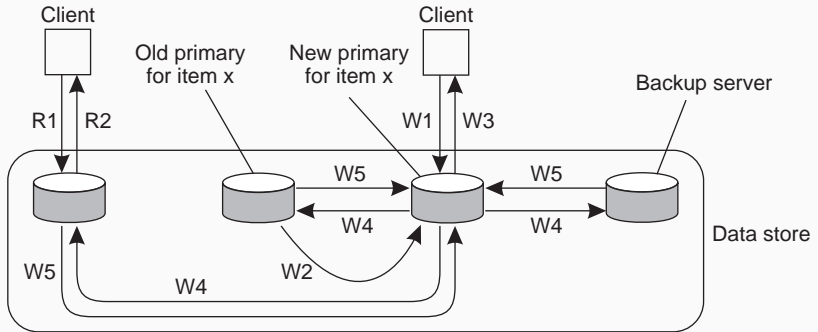 Client
Client
Old primary
for item x
New primary
for item x
Backup server
R1
R2
W1
W3
W5
W5
W4
W4
Data store
W5
W2
W4